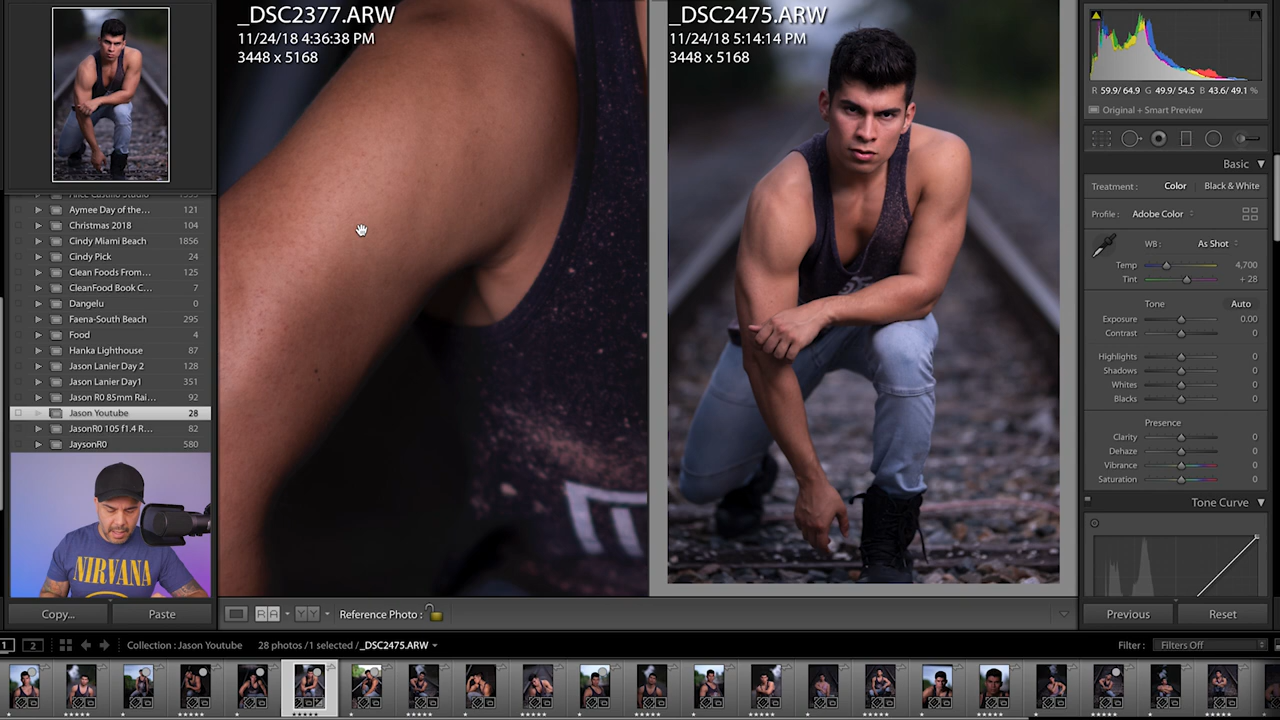 _DSC2377.ARW
11/24/18 4:36:38 PM
3448 x 5168
_DSC2475.ARW
11/24/18 5:14:14 PM
3448 x 5168
R 59.9/ 64.9 G 49.9/ 54.5 B 43.6/ 49.1 %
Original + Smart Preview
Basic
Treatment : Color Black & White
Profile : Adobe Color
WB : As Shot
Temp 4,700
Tint + 28
Tone Auto
Exposure 0.00
Contrast 0
Highlights 0
Shadows 0
Whites 0
Blacks 0
Presence
Clarity 0
Dehaze 0
Vibrance 0
Saturation 0
Tone Curve
Aymee Day of the... 121
Christmas 2018 104
Cindy Miami Beach 1856
Cindy Pick 24
Clean Foods From... 125
CleanFood Book C... 7
Dangelu 0
Faena-South Beach 295
Food 4
Hanka Lighthouse 87
Jason Lanier Day 2 128
Jason Lanier Day1 351
Jason R0 85mm Rai... 92
Jason Youtube 28
JasonR0 105 f1.4 R... 82
JaysonR0 580
NIRVANA
Copy... Paste
R A Y Y Reference Photo :
Previous Reset
1 2 Collection : Jason Youtube 28 photos / 1 selected / _DSC2475.ARW
Filter : Filters Off